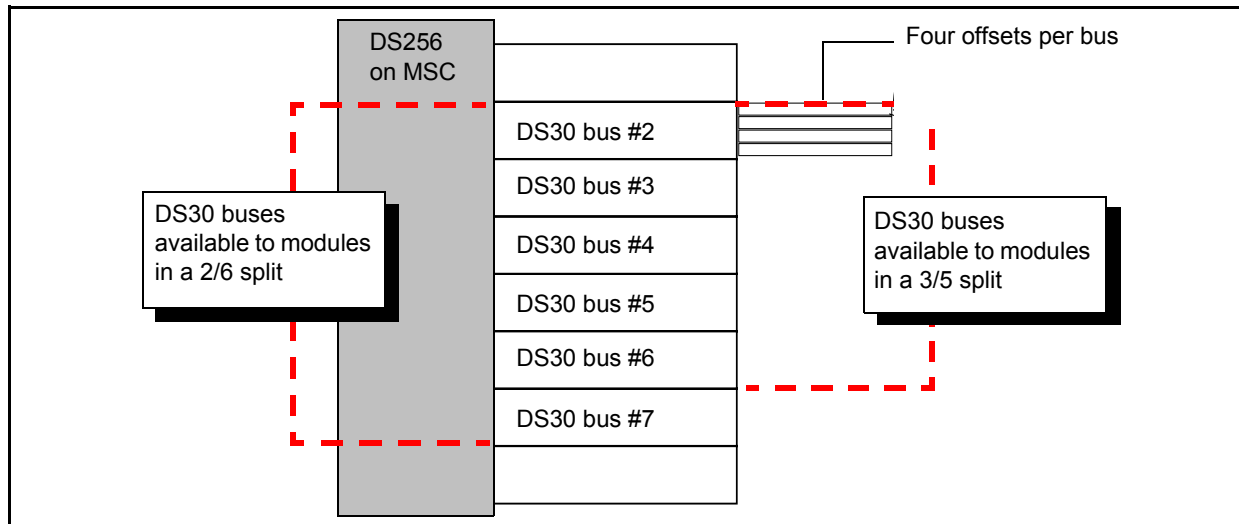 DS256
on MSC
Four offsets per bus
DS30 bus #2
DS30 bus #3
DS30 bus #4
DS30 bus #5
DS30 bus #6
DS30 bus #7
DS30 buses
available to modules
in a 2/6 split
DS30 buses
available to modules
in a 3/5 split